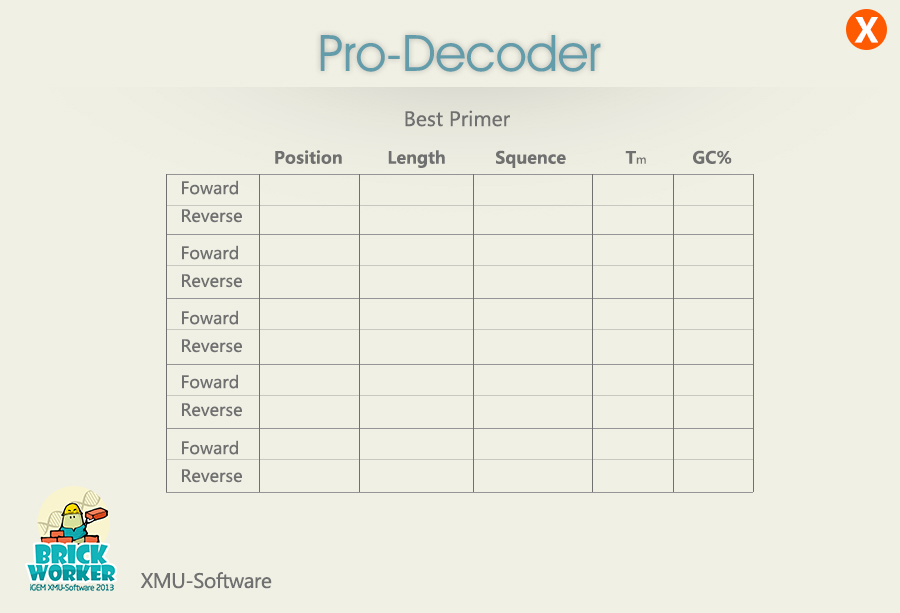 X
Pro-Decoder
Best Primer
Position Length Squence Tm GC%
Foward
Reverse
Foward
Reverse
Foward
Reverse
Foward
Reverse
Foward
Reverse
BRICK
WORKER
iGEM XMU-Software 2013
XMU-Software